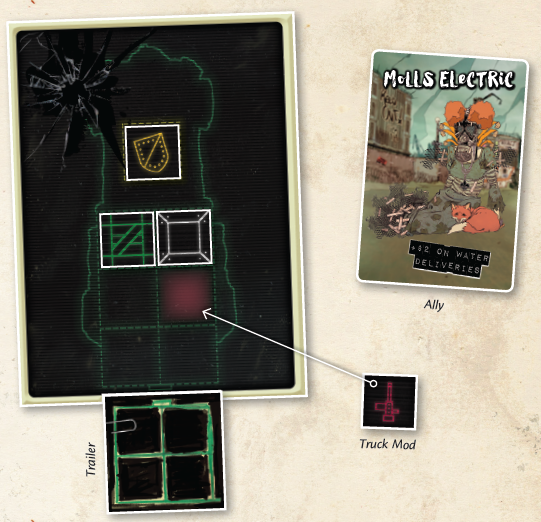 MOLLS ELECTRIC
+$2 ON WATER
DELIVERIES
Ally
Truck Mod
Trailer